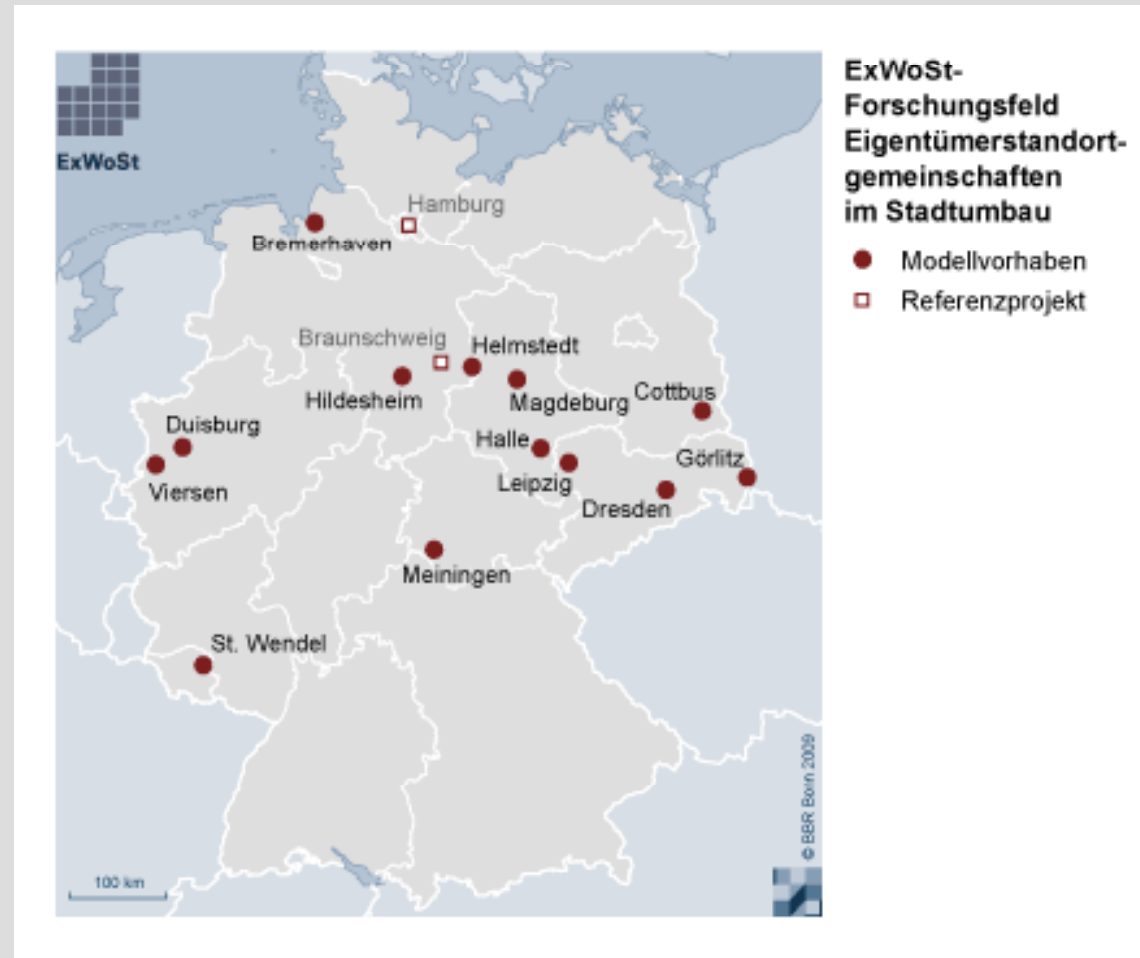 ExWoSt
ExWoSt-
Forschungsfeld
Eigentümerstandort-
gemeinschaften
im Stadtumbau
Modellvorhaben
Referenzprojekt
Hamburg
Bremerhaven
Braunschweig
Helmstedt
Hildesheim
Magdeburg
Cottbus
Duisburg
Halle
Görlitz
Viersen
Leipzig
Dresden
Meiningen
St. Wendel
100 km
© BBR Bonn 2009